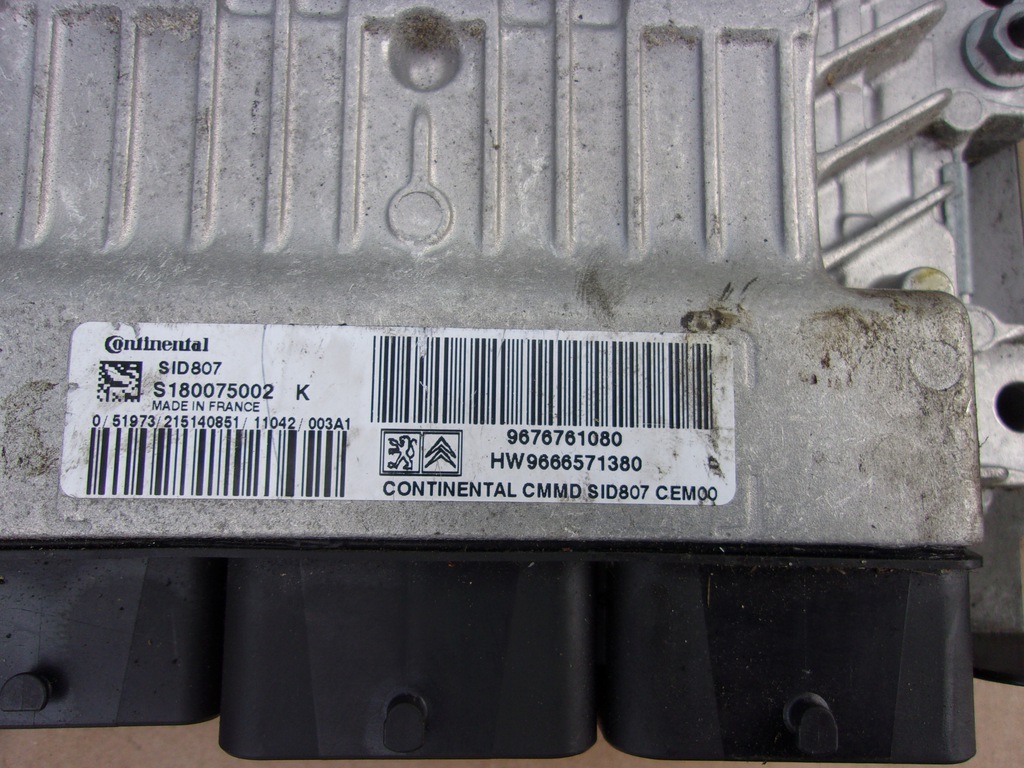 Continental
SID807
S180075002 K
MADE IN FRANCE
0/51973/215140851/11042/003A1
9676761080
HW9666571380
CONTINENTAL CMMD SID807 CEM00